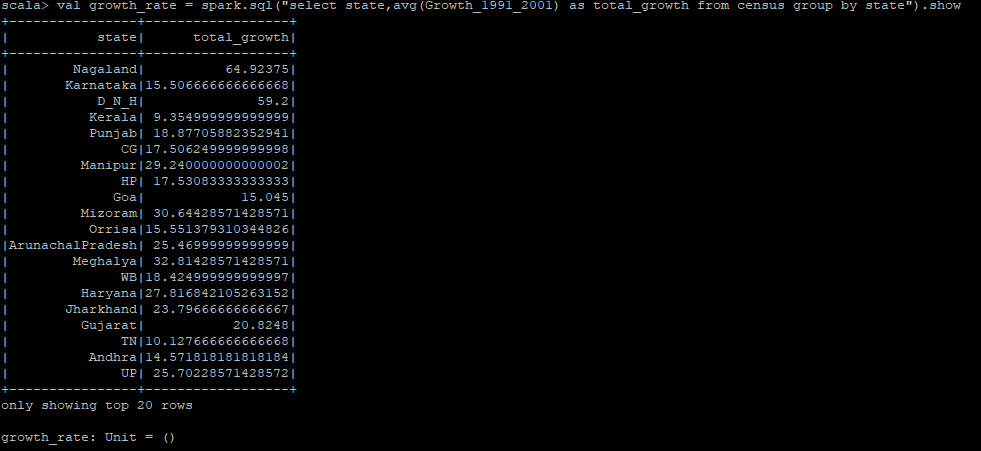 scala> val growth_rate = spark.sql("select state,avg(Growth_1991_2001) as total_growth from census group by state").show
+----------------+------------------+
|           state|      total_growth|
+----------------+------------------+
|        Nagaland|          64.92375|
|       Karnataka|15.506666666666668|
|           D_N_H|              59.2|
|          Kerala| 9.354999999999999|
|          Punjab| 18.87705882352941|
|              CG|17.506249999999998|
|         Manipur|29.240000000000002|
|              HP| 17.53083333333333|
|             Goa|            15.045|
|         Mizoram| 30.64428571428571|
|          Orrisa|15.551379310344826|
|ArunachalPradesh| 25.46999999999999|
|        Meghalya| 32.81428571428571|
|              WB|18.424999999999997|
|         Haryana|27.816842105263152|
|       Jharkhand| 23.79666666666667|
|         Gujarat|           20.8248|
|              TN|10.127666666666668|
|          Andhra|14.571818181818184|
|              UP| 25.70228571428572|
+----------------+------------------+
only showing top 20 rows
growth_rate: Unit = ()